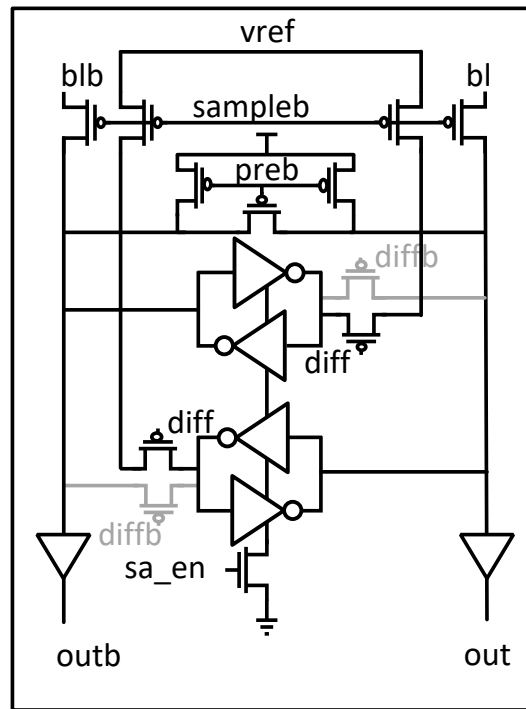 vref
blb
bl
sampleb
preb
diffb
diff
diff
diffb
sa_en
outb
out